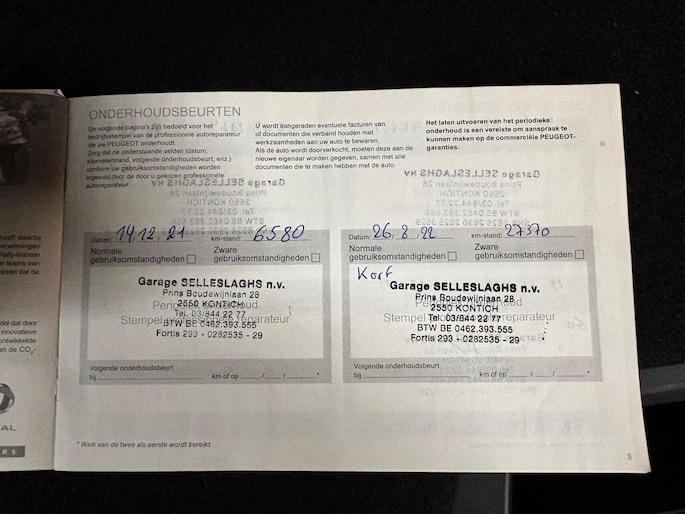 ONDERHOUDSBEURTEN
De volgende pagina's zijn bedoeld voor het
bedrijfsstempel van de professionele autoreparateur
die uw PEUGEOT onderhoudt.
Zorg dat de onderstaande velden (datum,
kilometerstand, volgende onderhoudsbeurt, enz.)
conform uw gebruiksomstandigheden worden
ingevuld door de door u gekozen professionele
autoreparateur.
U wordt aangeraden eventuele facturen van
of documenten die verband houden met
werkzaamheden aan uw auto te bewaren.
Als de auto wordt doorverkocht, moeten deze aan de
nieuwe eigenaar worden gegeven, samen met alle
documenten die te maken hebben met de auto.
Het laten uitvoeren van het periodieke
onderhoud is een vereiste om aanspraak te
kunnen maken op de commerciële PEUGEOT-
garanties.
Datum: 14.12.21 km-stand: 6580
Normale gebruiksomstandigheden
Zware gebruiksomstandigheden
Garage SELLESLAGHS n.v.
Prins Boudewijnlaan 28
2550 KONTICH
Tel. 03/844 22 77
BTW BE 0462.393.555
Fortis 293 - 0282535 - 29
Volgende onderhoudsbeurt
bij km of op / / *
Datum: 26.8.22 km-stand: 27370
Normale gebruiksomstandigheden
Zware gebruiksomstandigheden
Garage SELLESLAGHS n.v.
Prins Boudewijnlaan 28
2550 KONTICH
Tel. 03/844 22 77
BTW BE 0462.393.555
Fortis 293 - 0282535 - 29
Volgende onderhoudsbeurt
bij km of op / / *
* Welk van de twee als eerste wordt bereikt
3